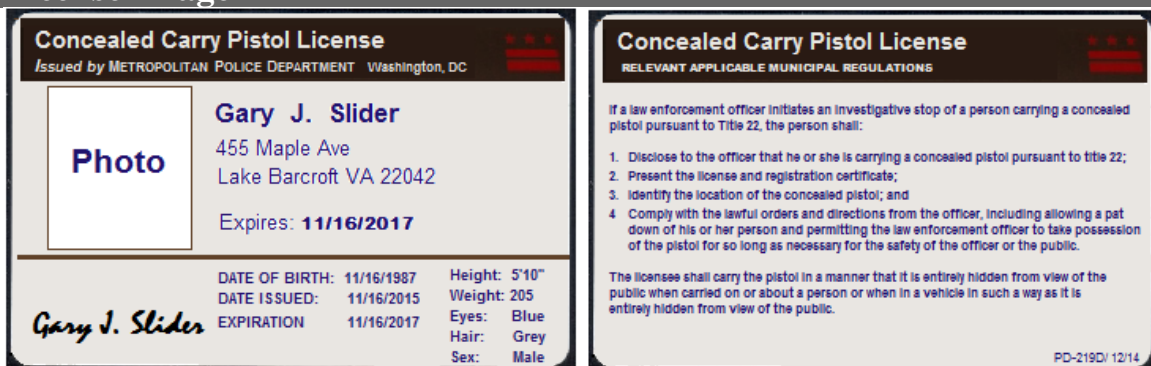 Concealed Carry Pistol License
Issued by METROPOLITAN POLICE DEPARTMENT Washington, DC
Photo
Gary J. Slider
455 Maple Ave
Lake Barcroft VA 22042
Expires: 11/16/2017
DATE OF BIRTH: 11/16/1987
DATE ISSUED: 11/16/2015
EXPIRATION 11/16/2017
Height: 5'10"
Weight: 205
Eyes: Blue
Hair: Grey
Sex: Male
Gary J. Slider
Concealed Carry Pistol License
RELEVANT APPLICABLE MUNICIPAL REGULATIONS
If a law enforcement officer initiates an investigative stop of a person carrying a concealed
pistol pursuant to Title 22, the person shall:
1. Disclose to the officer that he or she is carrying a concealed pistol pursuant to title 22;
2. Present the license and registration certificate;
3. Identify the location of the concealed pistol; and
4 Comply with the lawful orders and directions from the officer, including allowing a pat
down of his or her person and permitting the law enforcement officer to take possession
of the pistol for so long as necessary for the safety of the officer or the public.
The licensee shall carry the pistol in a manner that it is entirely hidden from view of the
public when carried on or about a person or when in a vehicle in such a way as it is
entirely hidden from view of the public.
PD-219D/ 12/14